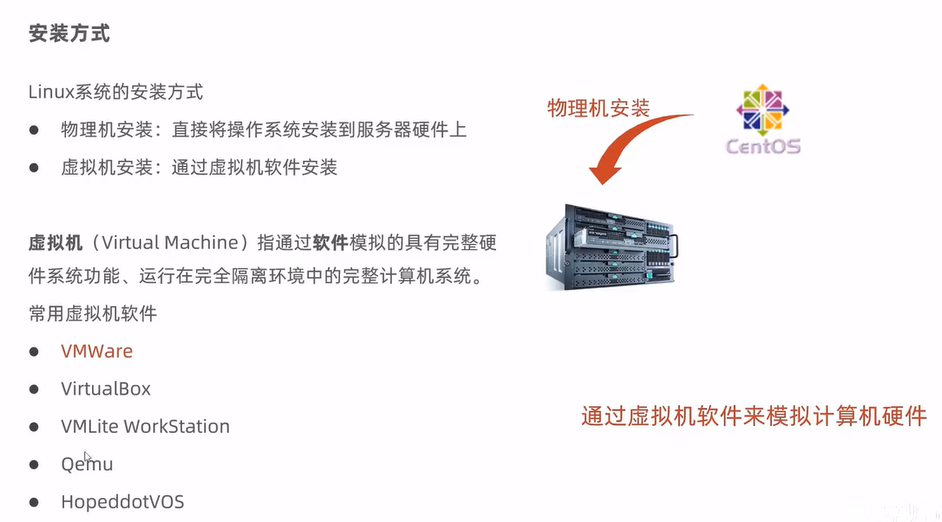 安装方式
Linux系统的安装方式
● 物理机安装：直接将操作系统安装到服务器硬件上
● 虚拟机安装：通过虚拟机软件安装
虚拟机（Virtual Machine）指通过软件模拟的具有完整硬
件系统功能、运行在完全隔离环境中的完整计算机系统。
常用虚拟机软件
● VMWare
● VirtualBox
● VMLite WorkStation
● Qemu
● HopeddotVOS
物理机安装
CentOS
通过虚拟机软件来模拟计算机硬件